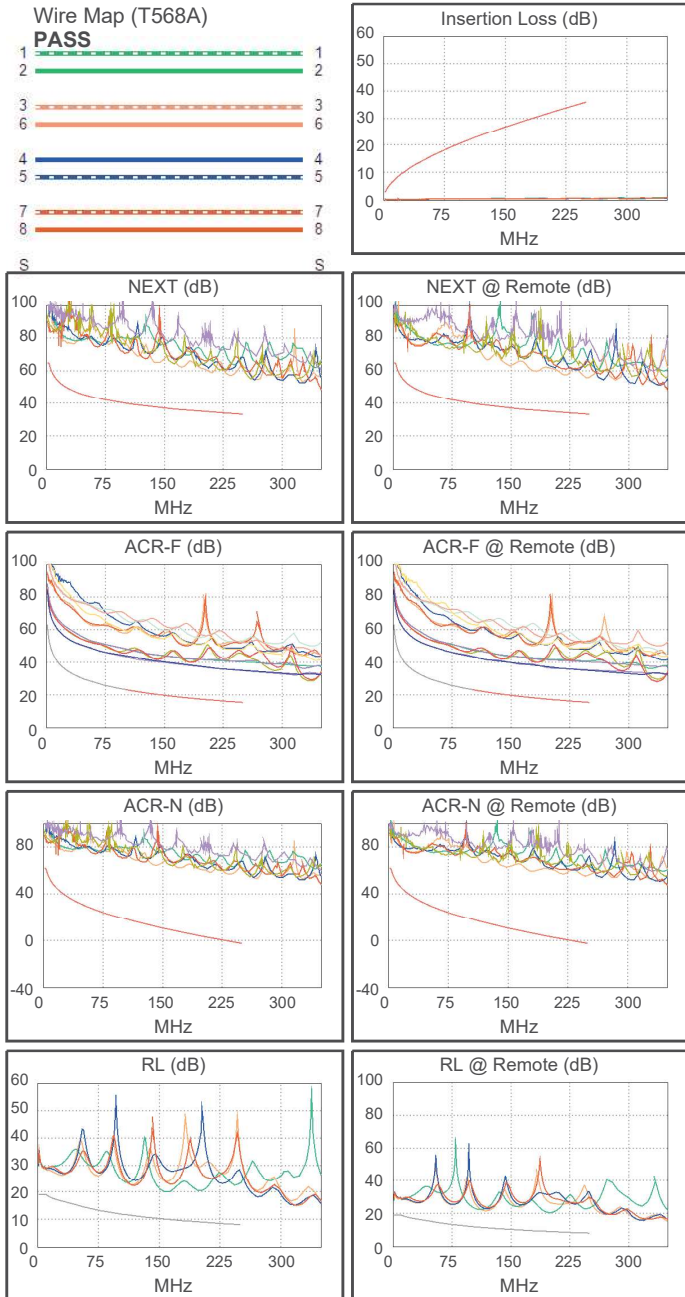 Wire Map (T568A)
PASS
1 1
2 2
3 3
6 6
4 4
5 5
7 7
8 8
S S
Insertion Loss (dB)
60
50
40
30
20
10
0
0 75 150 225 300
MHz
NEXT (dB)
100
80
60
40
20
0
0 75 150 225 300
MHz
NEXT @ Remote (dB)
100
80
60
40
20
0
0 75 150 225 300
MHz
ACR-F (dB)
100
80
60
40
20
0
0 75 150 225 300
MHz
ACR-F @ Remote (dB)
100
80
60
40
20
0
0 75 150 225 300
MHz
ACR-N (dB)
80
40
0
-40
0 75 150 225 300
MHz
ACR-N @ Remote (dB)
80
40
0
-40
0 75 150 225 300
MHz
RL (dB)
60
50
40
30
20
10
0
0 75 150 225 300
MHz
RL @ Remote (dB)
100
80
60
40
20
0
0 75 150 225 300
MHz